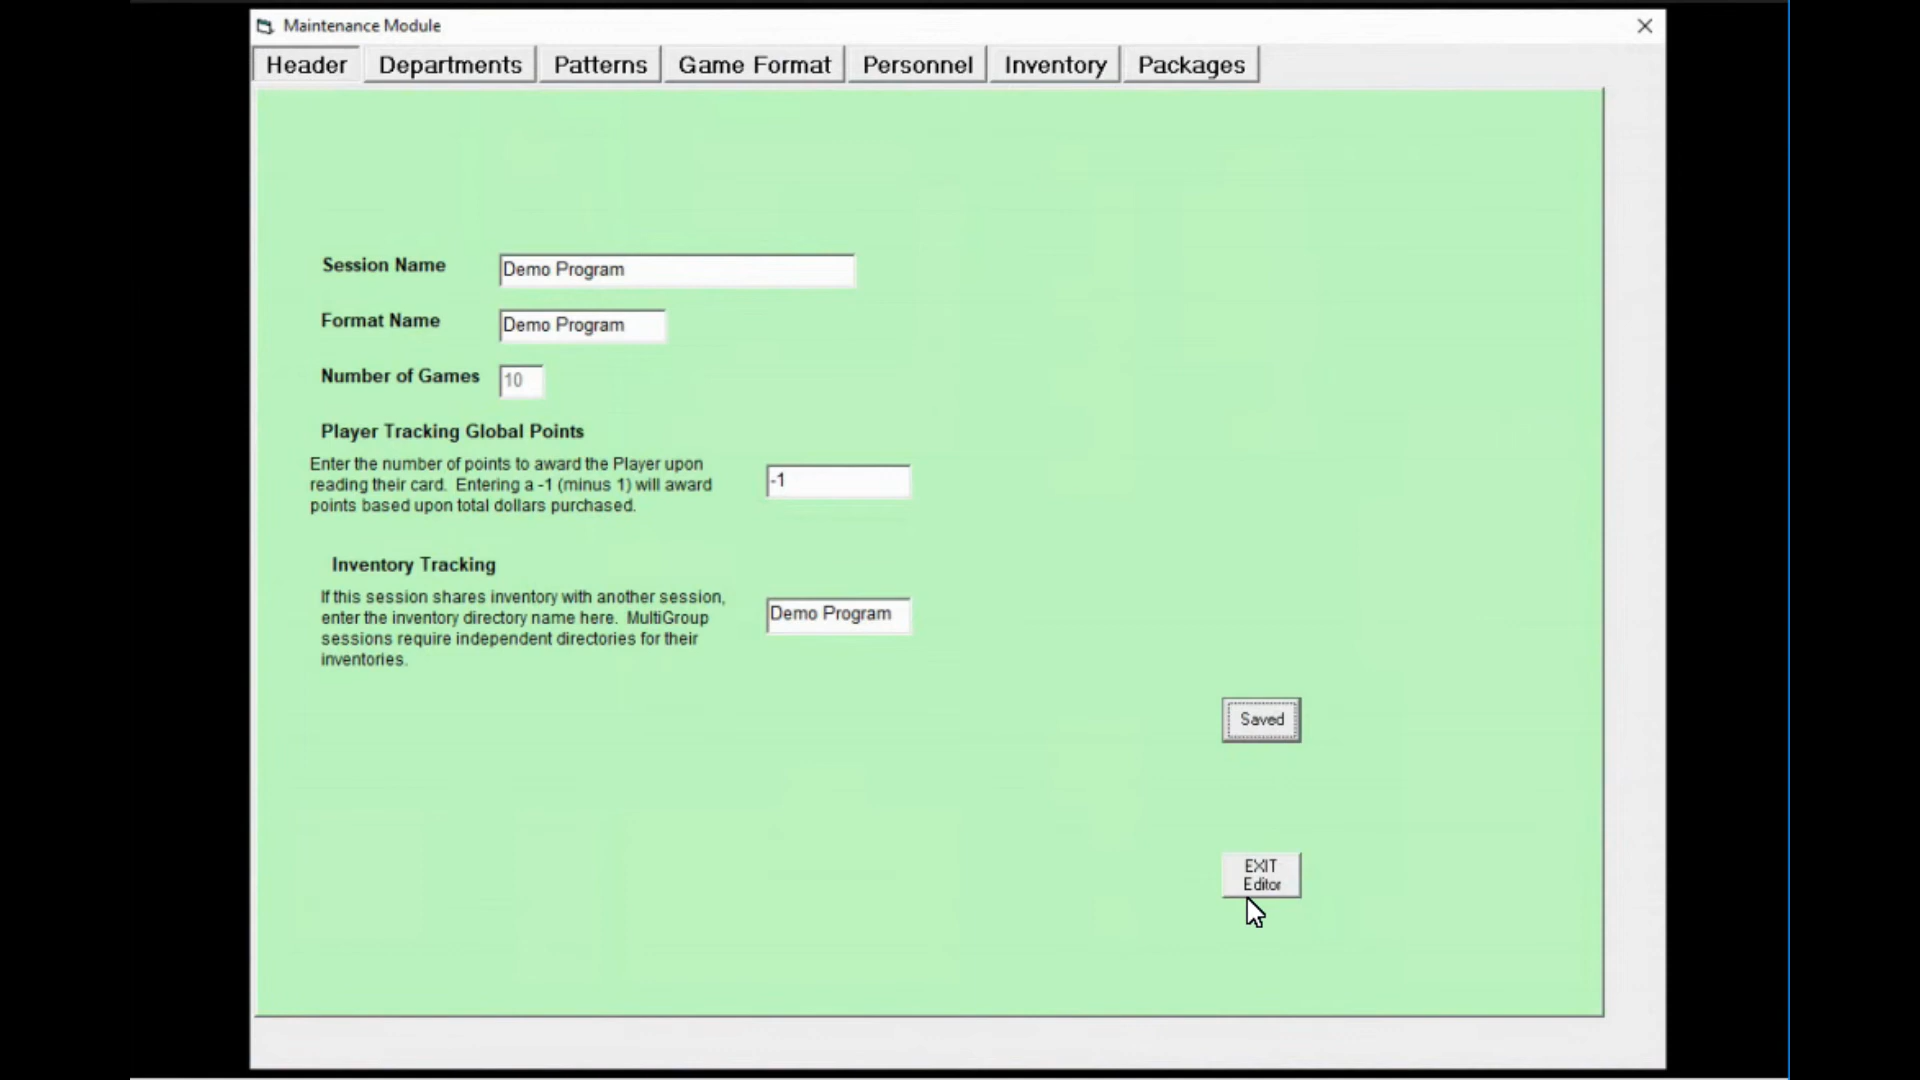 Maintenance Module
Header Departments Patterns Game Format Personnel Inventory Packages
Session Name Demo Program
Format Name Demo Program
Number of Games 10
Player Tracking Global Points
Enter the number of points to award the Player upon
reading their card. Entering a -1 (minus 1) will award
points based upon total dollars purchased.
-1
Inventory Tracking
If this session shares inventory with another session,
enter the inventory directory name here. MultiGroup
sessions require independent directories for their
inventories.
Demo Program
Saved
EXIT
Editor